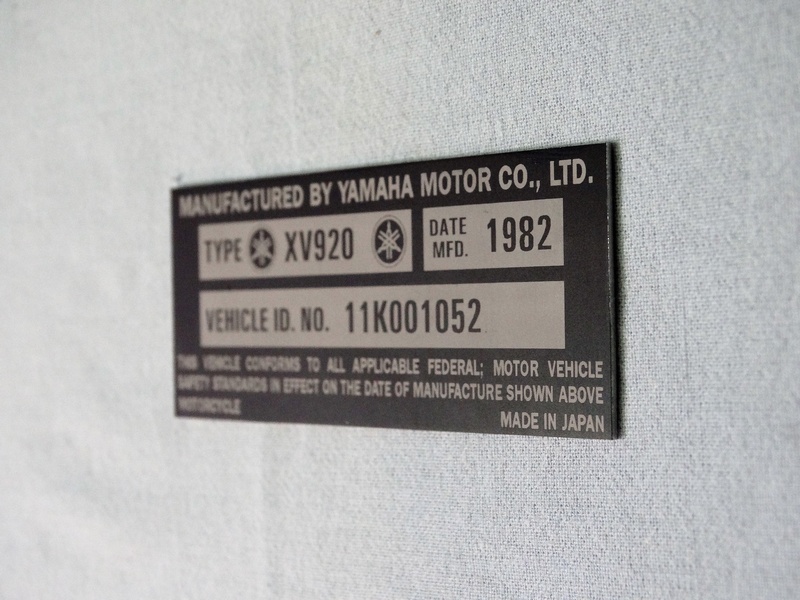 MANUFACTURED BY YAMAHA MOTOR CO., LTD.
TYPE XV920
DATE MFD. 1982
VEHICLE ID. NO. 11K001052
THIS VEHICLE CONFORMS TO ALL APPLICABLE FEDERAL; MOTOR VEHICLE
SAFETY STANDARDS IN EFFECT ON THE DATE OF MANUFACTURE SHOWN ABOVE
MOTORCYCLE
MADE IN JAPAN